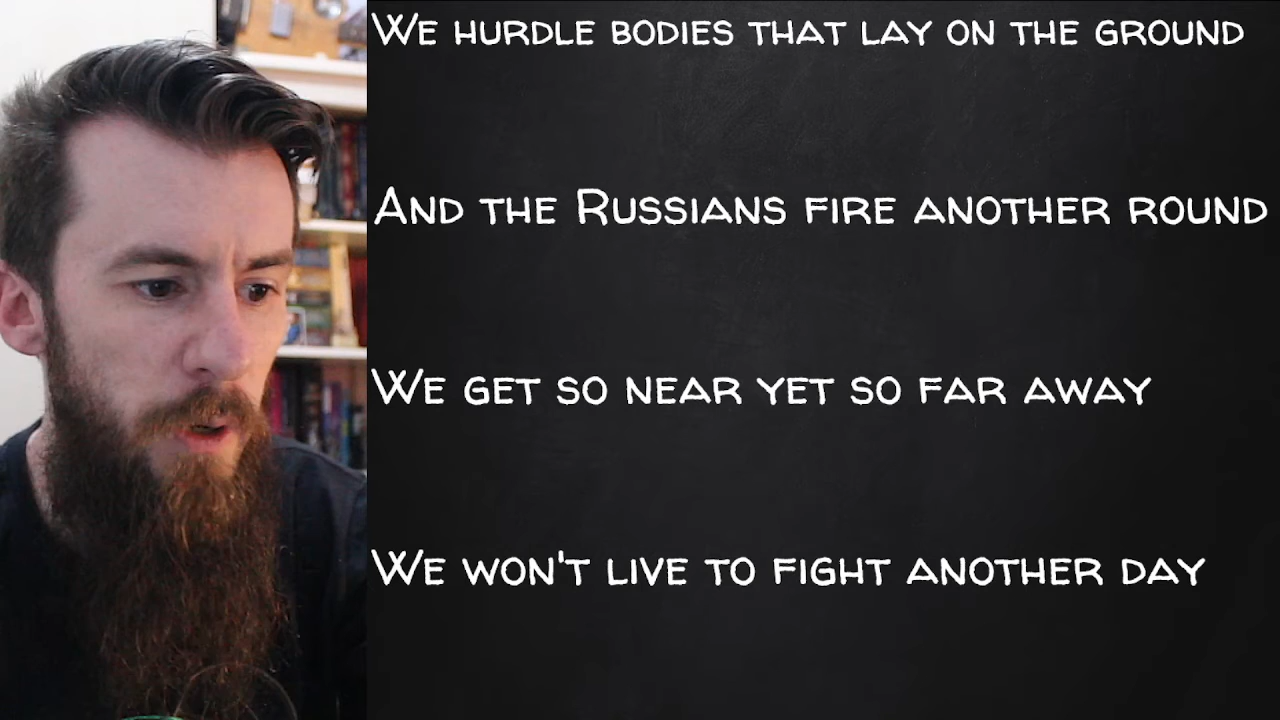 We hurdle bodies that lay on the ground
And the Russians fire another round
We get so near yet so far away
We won't live to fight another day